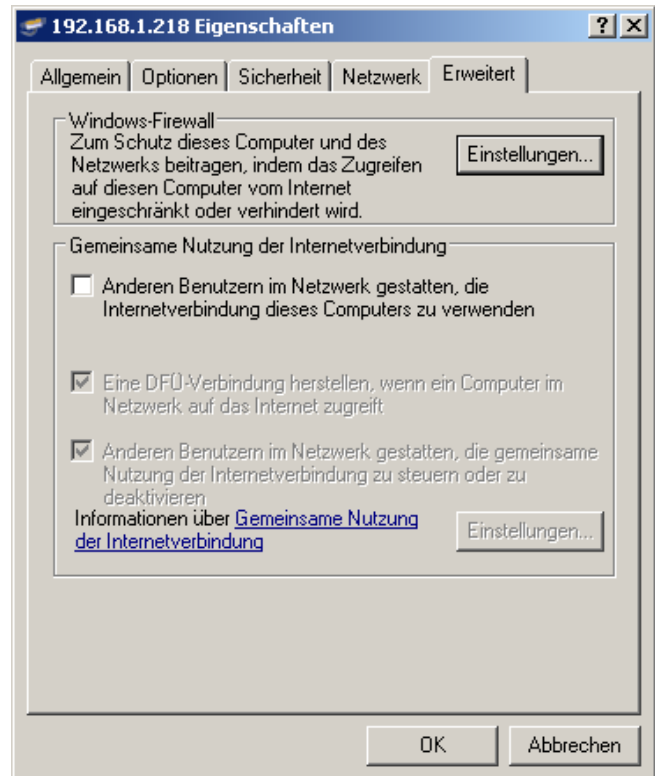 192.168.1.218 Eigenschaften
Allgemein Optionen Sicherheit Netzwerk Erweitert
Windows-Firewall
Zum Schutz dieses Computer und des
Netzwerks beitragen, indem das Zugreifen
auf diesen Computer vom Internet
eingeschränkt oder verhindert wird.
Einstellungen...
Gemeinsame Nutzung der Internetverbindung
Anderen Benutzern im Netzwerk gestatten, die
Internetverbindung dieses Computers zu verwenden
Eine DFÜ-Verbindung herstellen, wenn ein Computer im
Netzwerk auf das Internet zugreift
Anderen Benutzern im Netzwerk gestatten, die gemeinsame
Nutzung der Internetverbindung zu steuern oder zu
deaktivieren
Informationen über Gemeinsame Nutzung
der Internetverbindung
Einstellungen...
OK Abbrechen